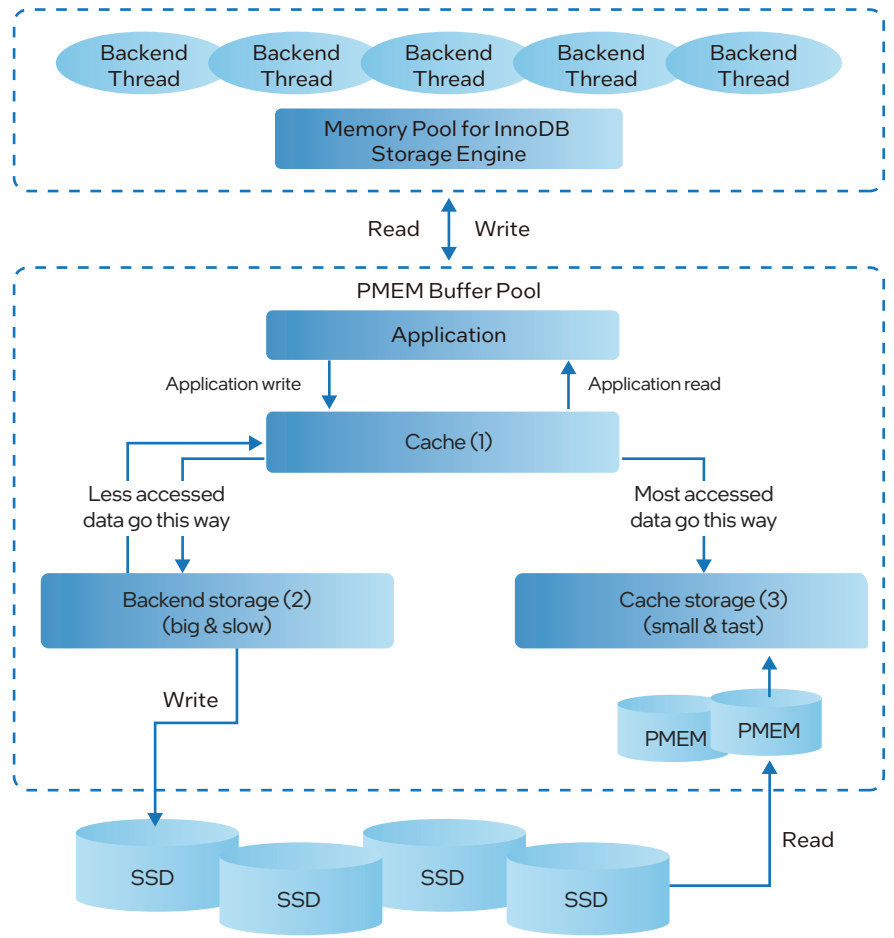 Backend
Thread
Backend
Thread
Backend
Thread
Backend
Thread
Backend
Thread
Memory Pool for InnoDB
Storage Engine
Read
Write
PMEM Buffer Pool
Application
Application write
Application read
Cache (1)
Less accessed
data go this way
Most accessed
data go this way
Backend storage (2)
(big & slow)
Cache storage (3)
(small & tast)
Write
PMEM
PMEM
Read
SSD
SSD
SSD
SSD